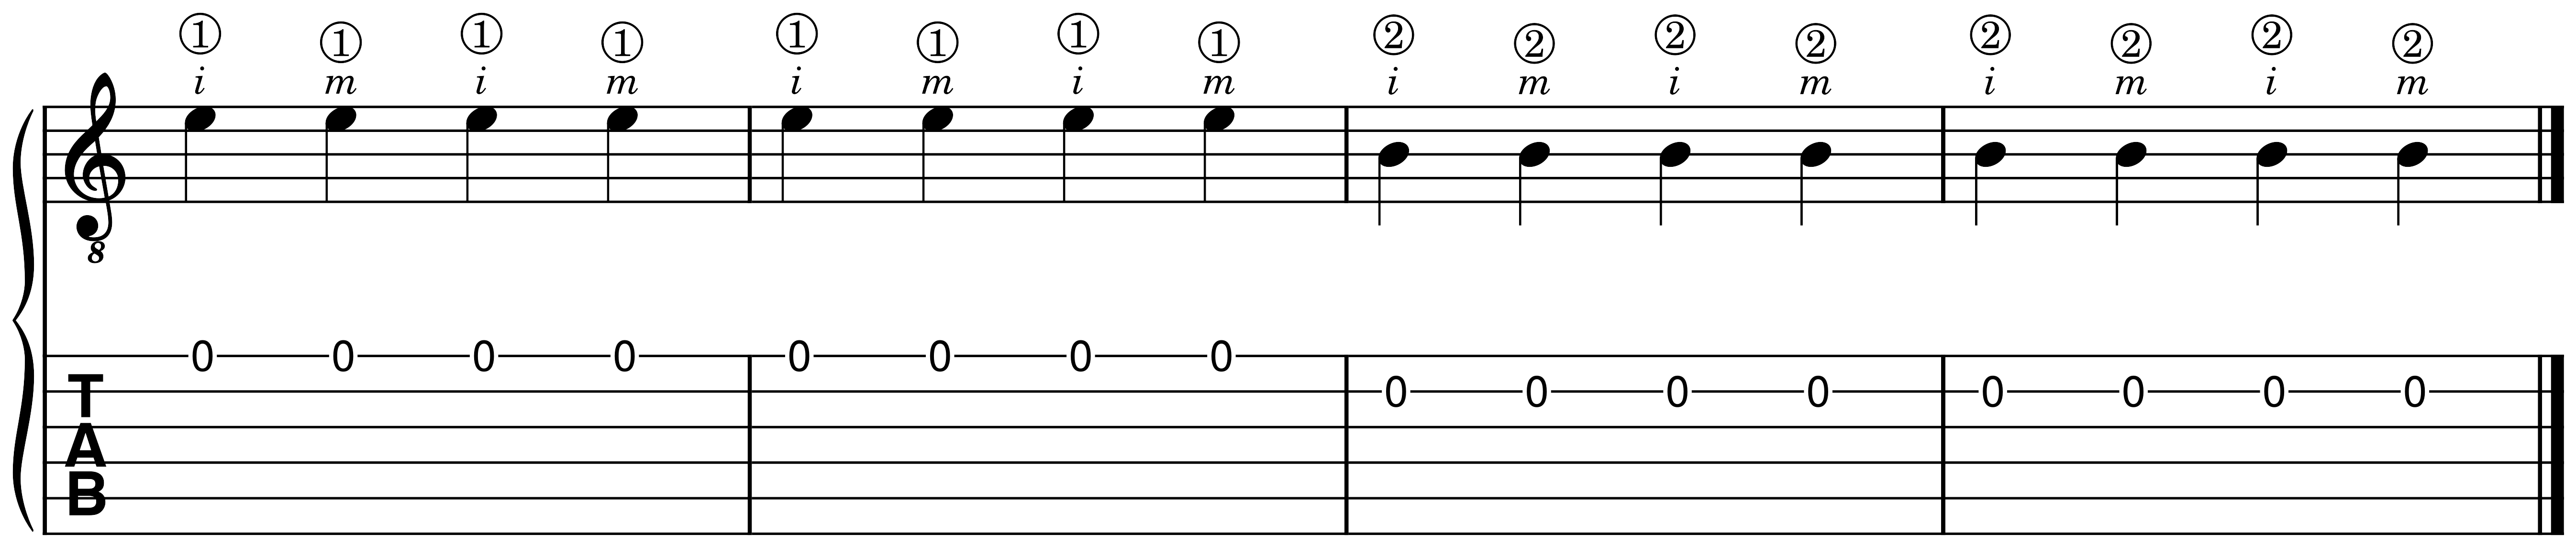 ① ① ① ① ① ① ① ① ② ② ② ② ② ② ② ②
i m i m i m i m i m i m i m i m
8
0 0 0 0 0 0 0 0
T 0 0 0 0 0 0 0 0
A
B